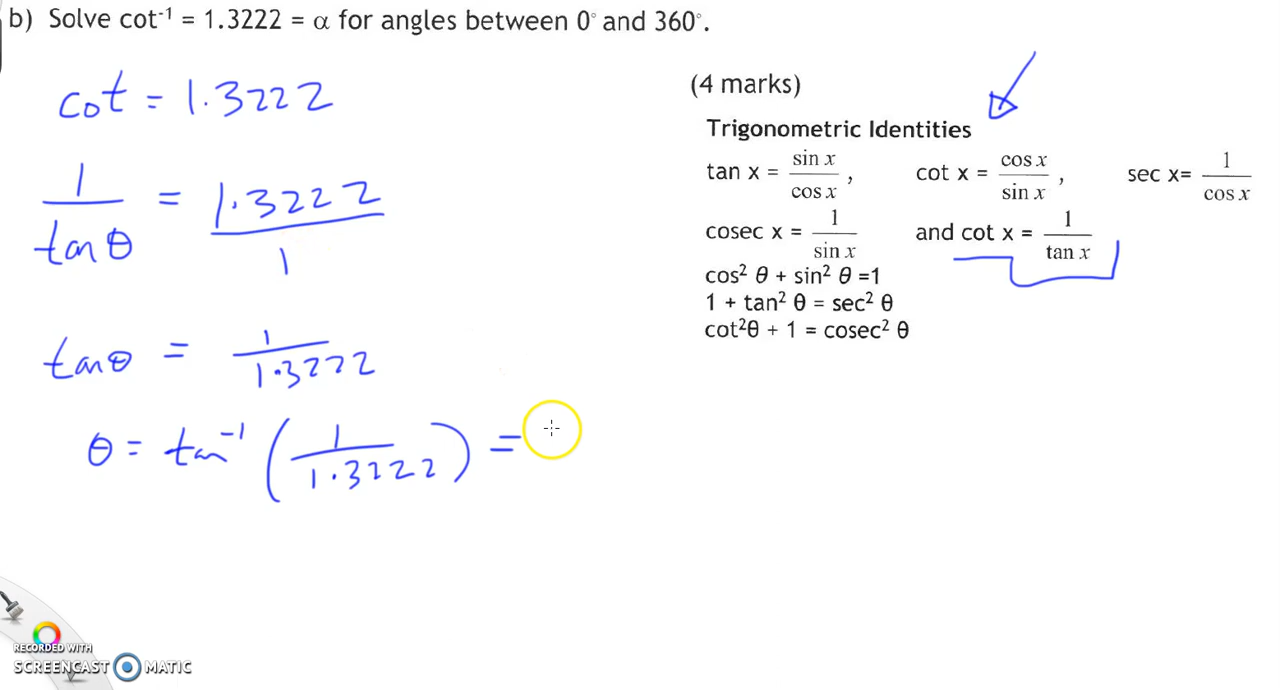 b) Solve cot⁻¹ = 1.3222 = α for angles between 0° and 360°.
cot = 1.3222
(4 marks)
Trigonometric Identities
tan x = sin x / cos x , cot x = cos x / sin x , sec x= 1 / cos x
1 / tan θ = 1.3222 / 1
cosec x = 1 / sin x and cot x = 1 / tan x
cos² θ + sin² θ =1
1 + tan² θ = sec² θ
cot²θ + 1 = cosec² θ
tan θ = 1 / 1.3222
θ = tan⁻¹ ( 1 / 1.3222 ) =
RECORDED WITH
SCREENCAST MATIC